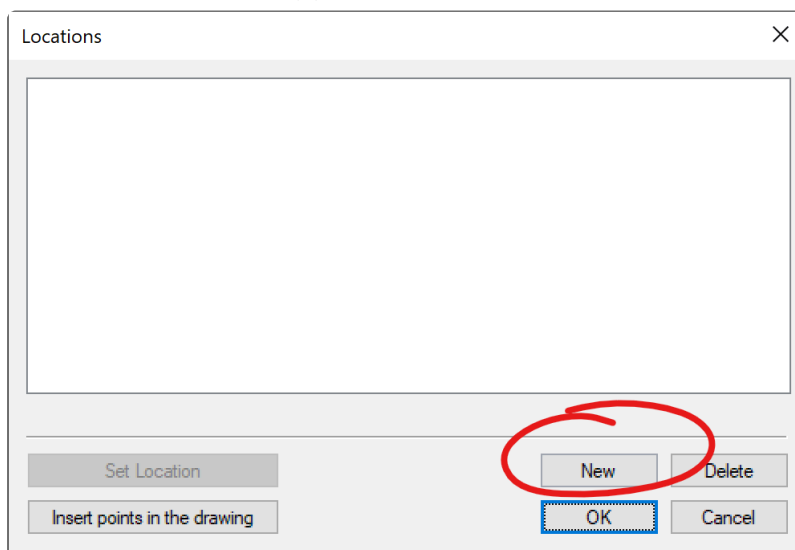 Locations
Set Location
New
Delete
Insert points in the drawing
OK
Cancel